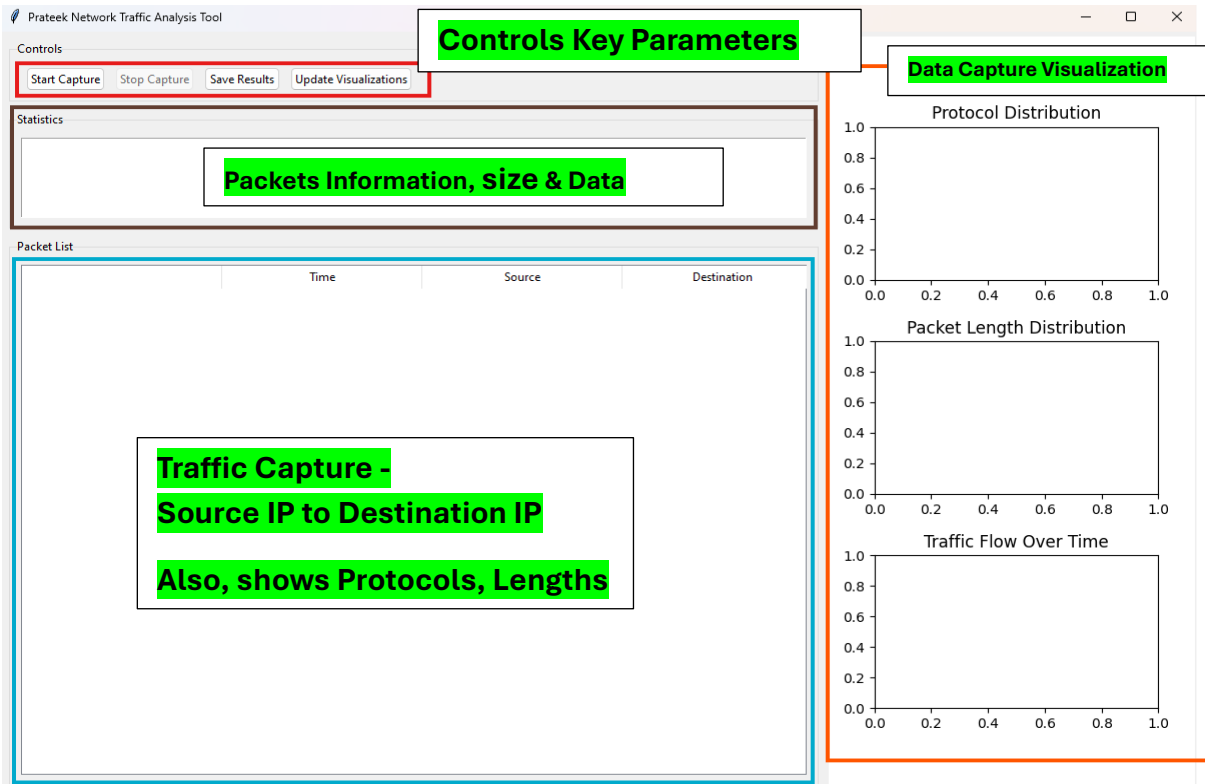 Prateek Network Traffic Analysis Tool
Controls Key Parameters
Controls
Start Capture Stop Capture Save Results Update Visualizations
Data Capture Visualization
Statistics
Packets Information, size & Data
Packet List
Time Source Destination
Traffic Capture -
Source IP to Destination IP
Also, shows Protocols, Lengths
Protocol Distribution
1.0
0.8
0.6
0.4
0.2
0.0
0.0 0.2 0.4 0.6 0.8 1.0
Packet Length Distribution
1.0
0.8
0.6
0.4
0.2
0.0
0.0 0.2 0.4 0.6 0.8 1.0
Traffic Flow Over Time
1.0
0.8
0.6
0.4
0.2
0.0
0.0 0.2 0.4 0.6 0.8 1.0